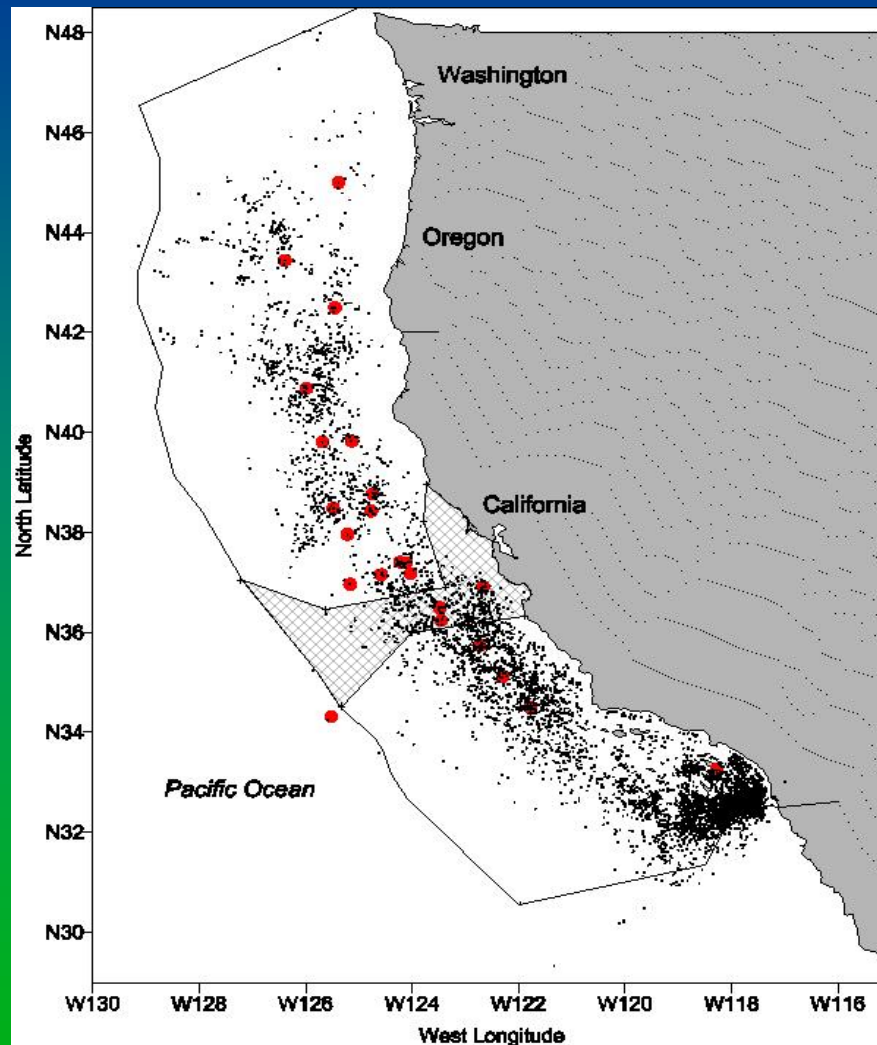 N48
Washington
N46
N44
Oregon
N42
N40
North Latitude
California
N38
N36
N34
Pacific Ocean
N32
N30
W130 W128 W126 W124 W122 W120 W118 W116
West Longitude